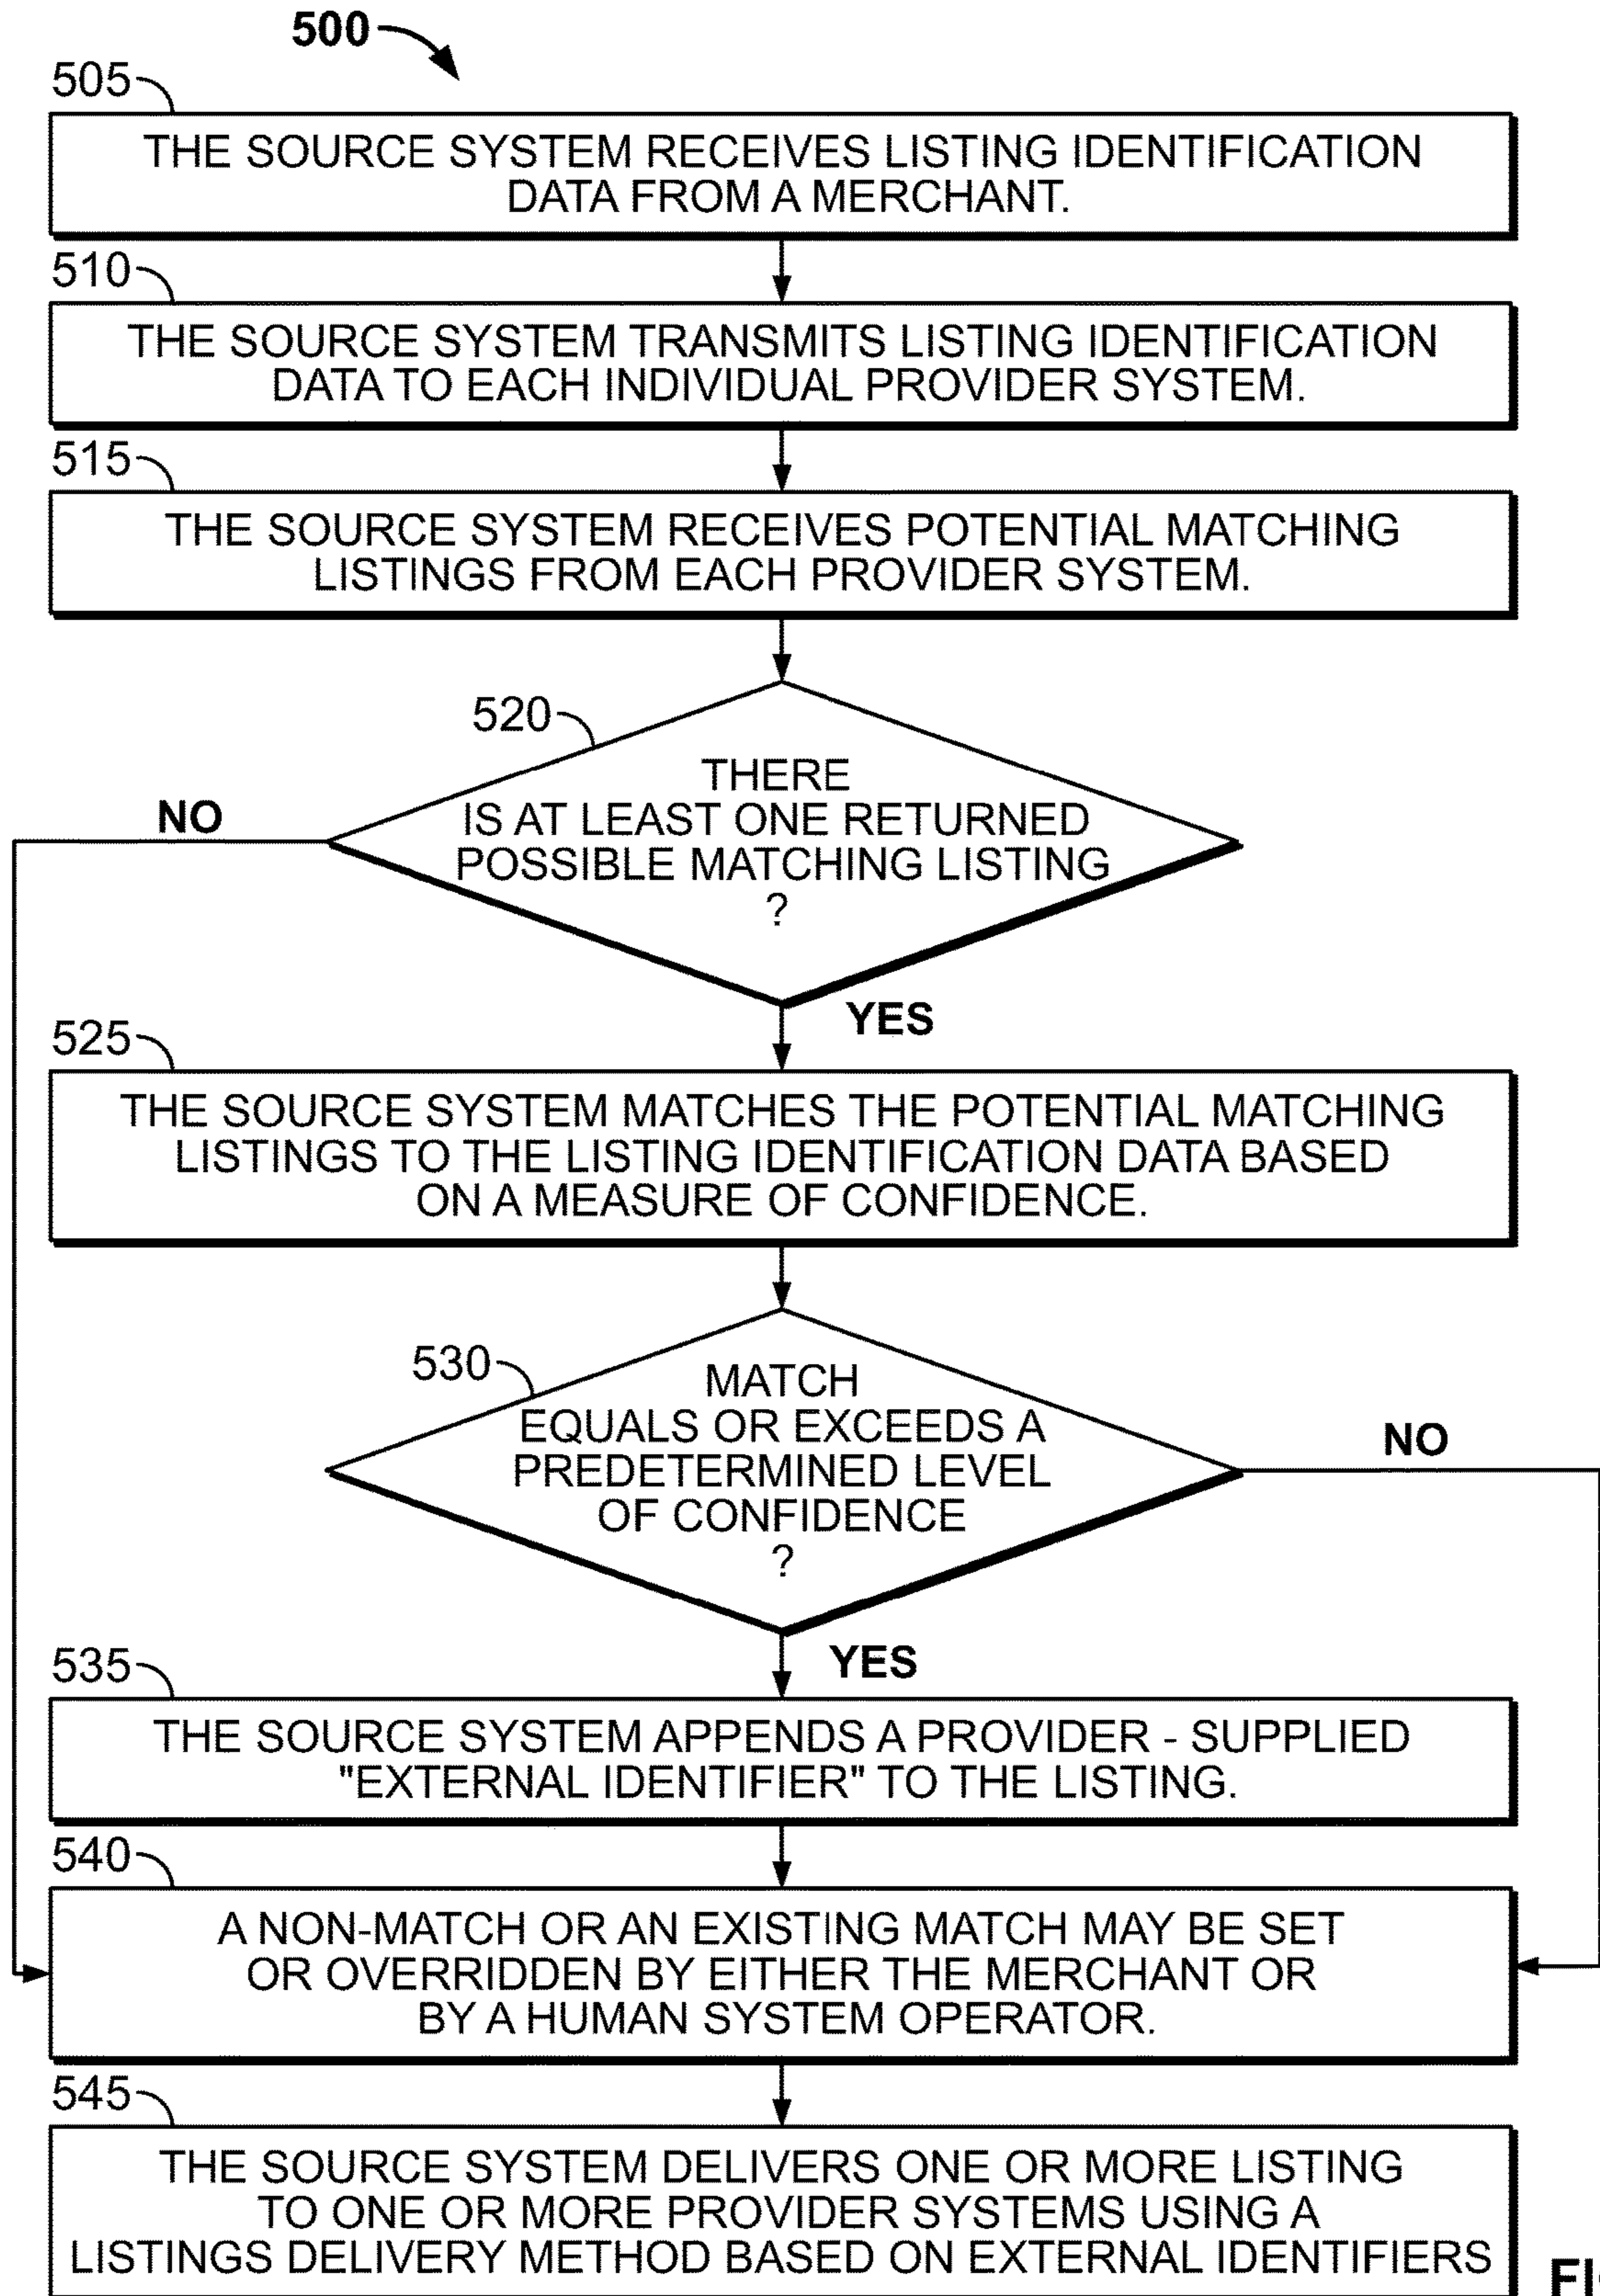 500
505
THE SOURCE SYSTEM RECEIVES LISTING IDENTIFICATION
DATA FROM A MERCHANT.
510
THE SOURCE SYSTEM TRANSMITS LISTING IDENTIFICATION
DATA TO EACH INDIVIDUAL PROVIDER SYSTEM.
515
THE SOURCE SYSTEM RECEIVES POTENTIAL MATCHING
LISTINGS FROM EACH PROVIDER SYSTEM.
520
THERE
IS AT LEAST ONE RETURNED
POSSIBLE MATCHING LISTING
?
NO
YES
525
THE SOURCE SYSTEM MATCHES THE POTENTIAL MATCHING
LISTINGS TO THE LISTING IDENTIFICATION DATA BASED
ON A MEASURE OF CONFIDENCE.
530
MATCH
EQUALS OR EXCEEDS A
PREDETERMINED LEVEL
OF CONFIDENCE
?
NO
YES
535
THE SOURCE SYSTEM APPENDS A PROVIDER - SUPPLIED
"EXTERNAL IDENTIFIER" TO THE LISTING.
540
A NON-MATCH OR AN EXISTING MATCH MAY BE SET
OR OVERRIDDEN BY EITHER THE MERCHANT OR
BY A HUMAN SYSTEM OPERATOR.
545
THE SOURCE SYSTEM DELIVERS ONE OR MORE LISTING
TO ONE OR MORE PROVIDER SYSTEMS USING A
LISTINGS DELIVERY METHOD BASED ON EXTERNAL IDENTIFIERS